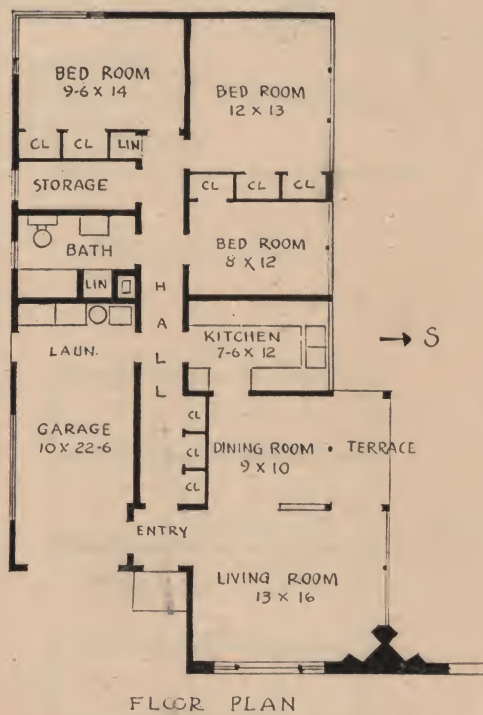 BED ROOM
9-6 X 14
BED ROOM
12 X 13
CL
CL
LIN
STORAGE
CL
CL
CL
BATH
BED ROOM
8 X 12
LIN
H
A
L
L
KITCHEN
7-6 X 12
→ S
LAUN.
GARAGE
10 X 22-6
CL
CL
CL
DINING ROOM
9 X 10
TERRACE
ENTRY
LIVING ROOM
13 X 16
FLOOR PLAN